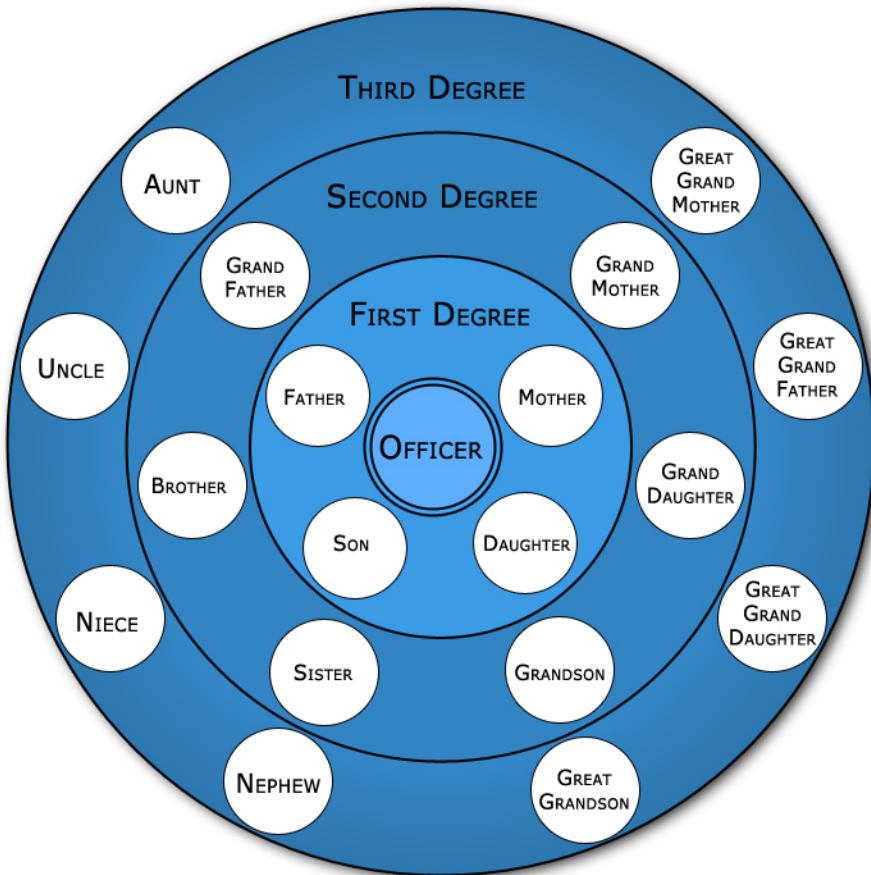 THIRD DEGREE
AUNT
GREAT
GRAND
MOTHER
SECOND DEGREE
GRAND
FATHER
GRAND
MOTHER
FIRST DEGREE
UNCLE
GREAT
GRAND
FATHER
FATHER
MOTHER
OFFICER
BROTHER
GRAND
DAUGHTER
SON
DAUGHTER
NIECE
GREAT
GRAND
DAUGHTER
SISTER
GRANDSON
NEPHEW
GREAT
GRANDSON